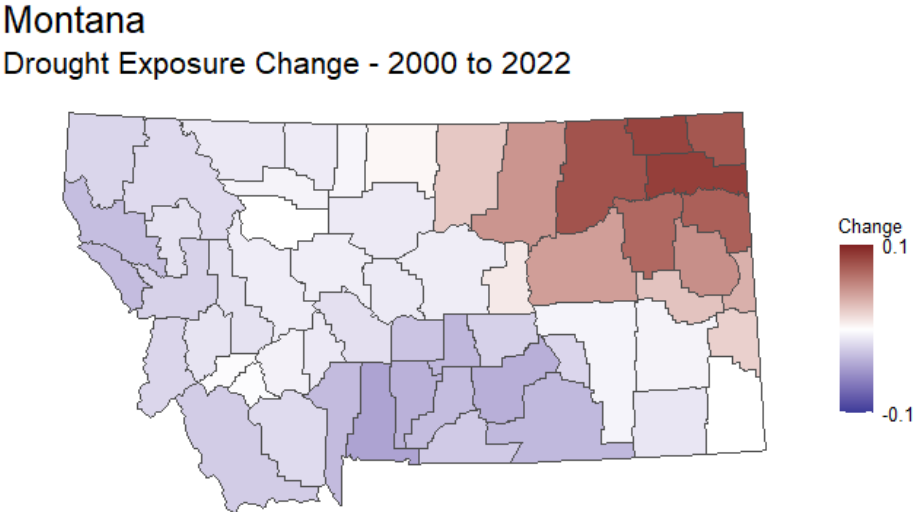 Montana
Drought Exposure Change - 2000 to 2022
Change
0.1
-0.1